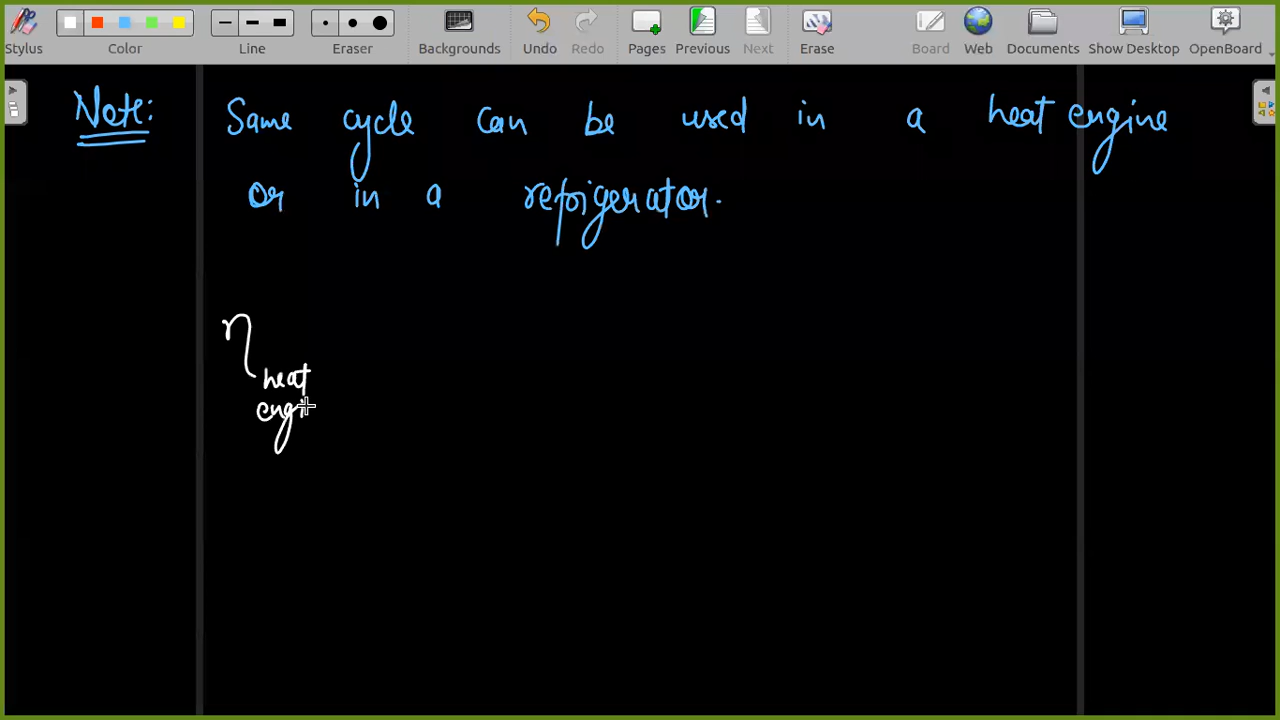 Stylus Color Line Eraser Backgrounds Undo Redo Pages Previous Next Erase Board Web Documents Show Desktop OpenBoard
Note: Same cycle can be used in a heat engine
or in a refrigerator.
η
heat
engi